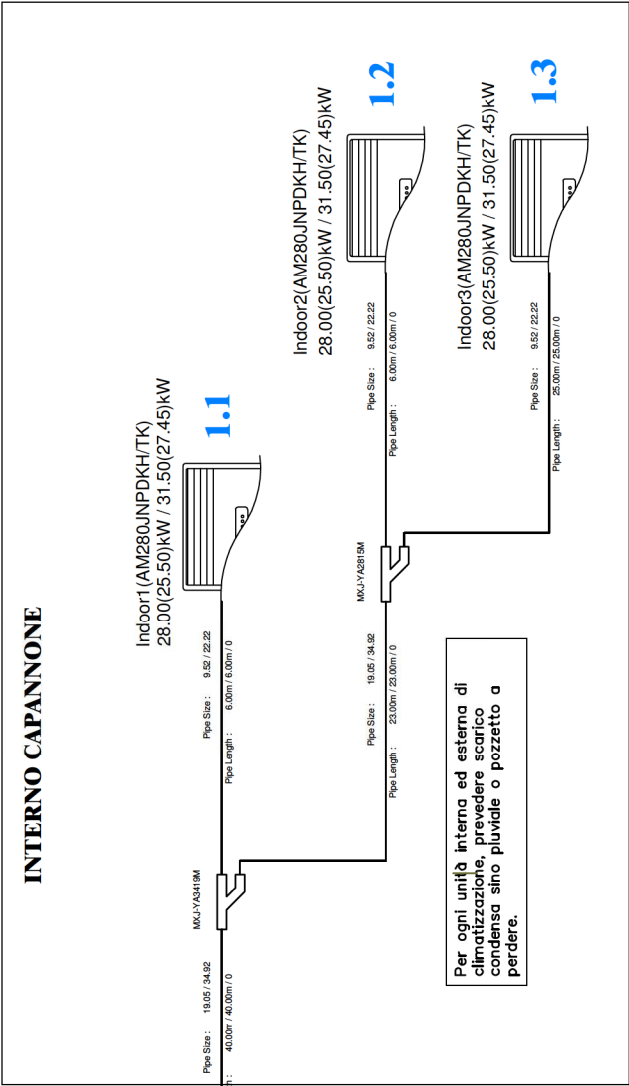 INTERNO CAPANNONE
Indoor1(AM280JNPDKH/TK)
28.00(25.50)kW / 31.50(27.45)kW
1.1
Pipe Size : 9.52 / 22.22
Pipe Length : 6.00m / 6.00m / 0
MXJ-YA3419M
Pipe Size : 19.05 / 34.92
h : 40.00m / 40.00m / 0
Indoor2(AM280JNPDKH/TK)
28.00(25.50)kW / 31.50(27.45)kW
1.2
Pipe Size : 9.52 / 22.22
Pipe Length : 6.00m / 6.00m / 0
MXJ-YA2815M
Pipe Size : 19.05 / 34.92
Pipe Length : 23.00m / 23.00m / 0
Indoor3(AM280JNPDKH/TK)
28.00(25.50)kW / 31.50(27.45)kW
1.3
Pipe Size : 9.52 / 22.22
Pipe Length : 25.00m / 25.00m / 0
Per ogni unità interna ed esterna di
climatizzazione, prevedere scarico
condensa sino pluviale o pozzetto a
perdere.